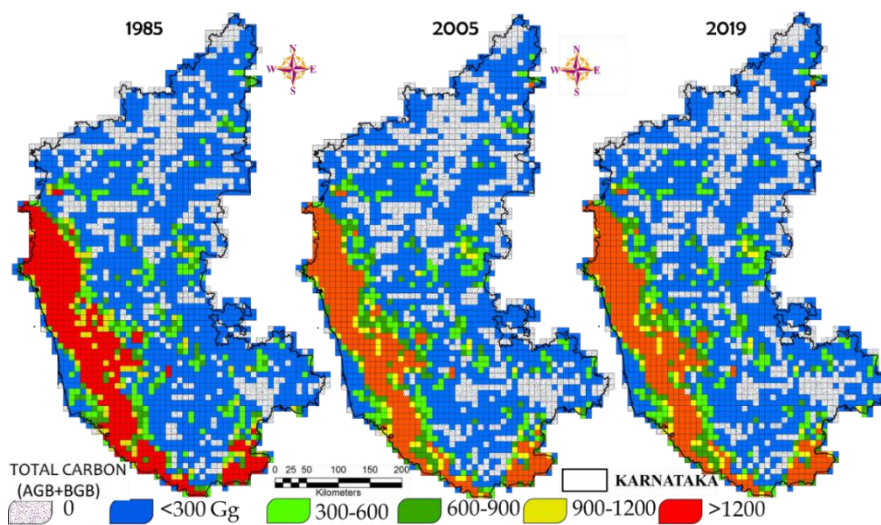 1985
2005
2019
N
W E
S
N
W E
S
TOTAL CARBON
(AGB+BGB)
0 25 50 100 150 200
Kilometers
KARNATAKA
0 <300 Gg 300-600 600-900 900-1200 >1200